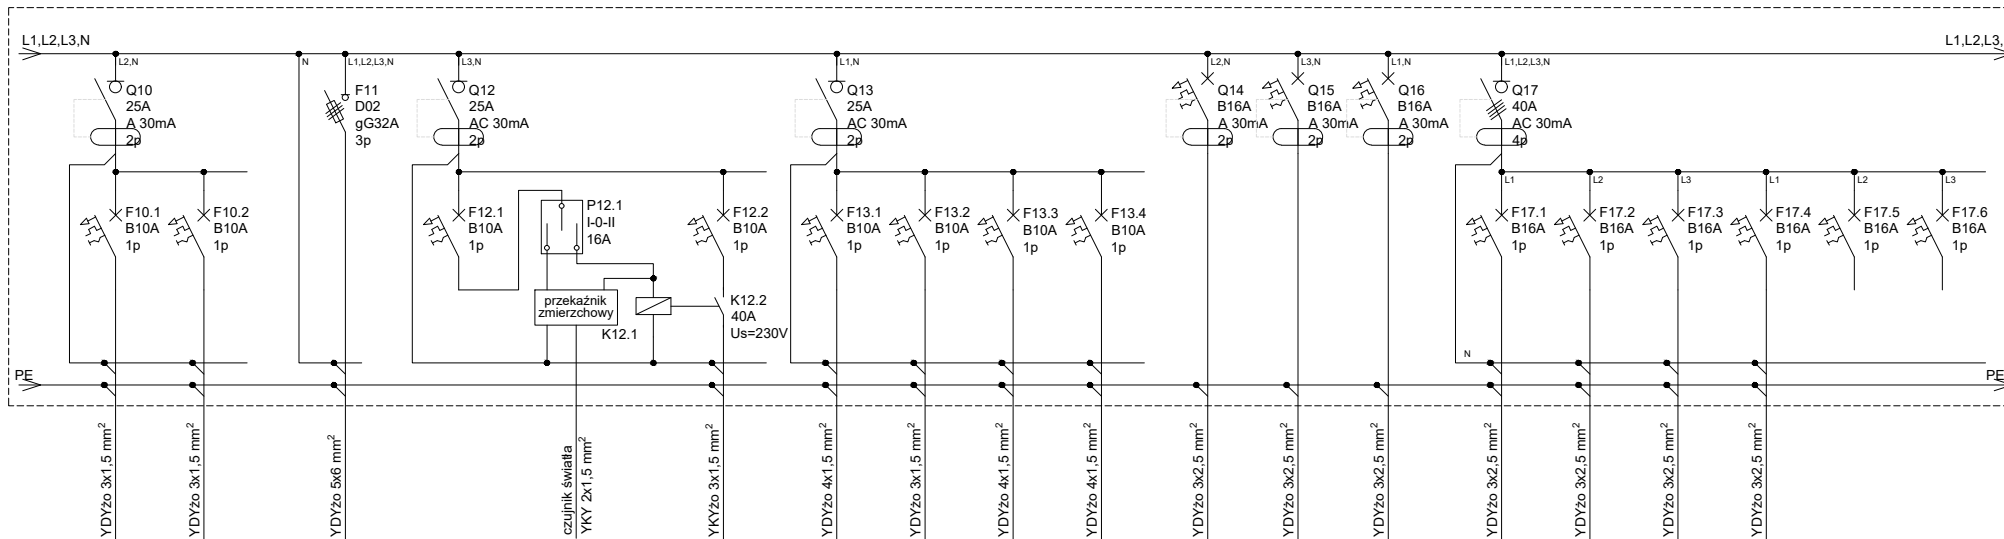 L1,L2,L3,N
L1,L2,L3,
L2,N
N
L1,L2,L3,N
L3,N
L1,N
L2,N
L3,N
L1,N
L1,L2,L3,N
Q10
25A
A 30mA
2p
F11
D02
gG32A
3p
Q12
25A
AC 30mA
2p
Q13
25A
AC 30mA
2p
Q14
B16A
A 30mA
2p
Q15
B16A
A 30mA
2p
Q16
B16A
A 30mA
2p
Q17
40A
AC 30mA
4p
L1
L2
L3
L1
L2
L3
F10.1
B10A
1p
F10.2
B10A
1p
F12.1
B10A
1p
P12.1
I-0-II
16A
F12.2
B10A
1p
F13.1
B10A
1p
F13.2
B10A
1p
F13.3
B10A
1p
F13.4
B10A
1p
F17.1
B16A
1p
F17.2
B16A
1p
F17.3
B16A
1p
F17.4
B16A
1p
F17.5
B16A
1p
F17.6
B16A
1p
przekaźnik
zmierzchowy
K12.1
K12.2
40A
Us=230V
N
PE
PE
YDYżo 3x1,5 mm²
YDYżo 3x1,5 mm²
YDYżo 5x6 mm²
czujnik światła
YKY 2x1,5 mm²
YKYżo 3x1,5 mm²
YDYżo 4x1,5 mm²
YDYżo 3x1,5 mm²
YDYżo 4x1,5 mm²
YDYżo 4x1,5 mm²
YDYżo 3x2,5 mm²
YDYżo 3x2,5 mm²
YDYżo 3x2,5 mm²
YDYżo 3x2,5 mm²
YDYżo 3x2,5 mm²
YDYżo 3x2,5 mm²
YDYżo 3x2,5 mm²